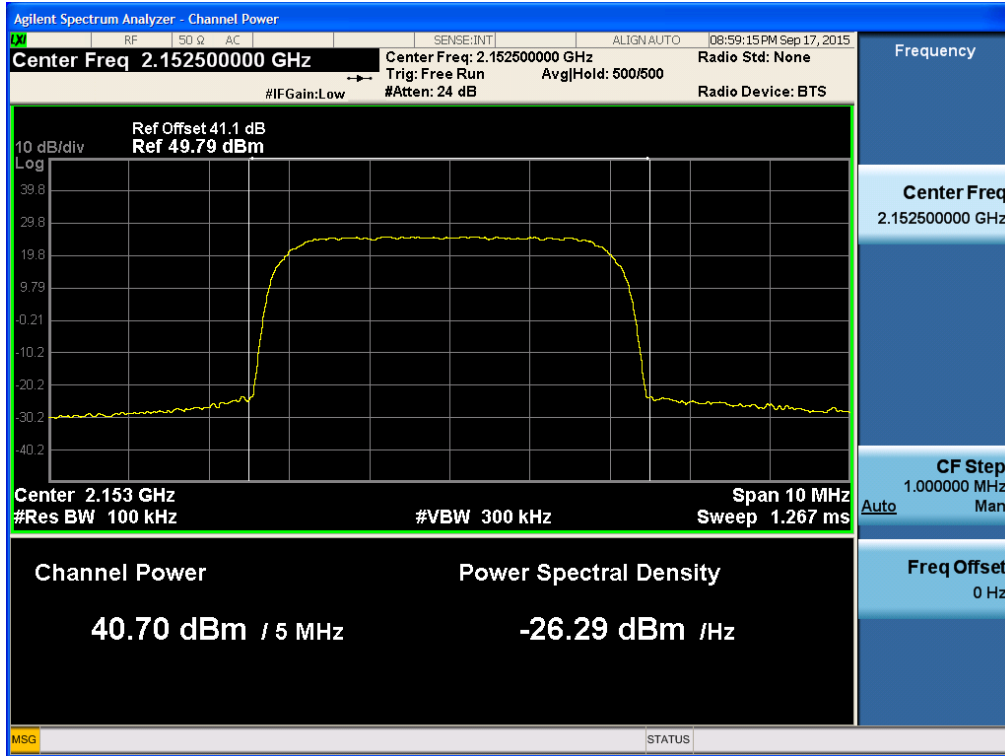 Agilent Spectrum Analyzer - Channel Power
LXI RF 50 Ω AC SENSE:INT ALIGN AUTO 08:59:15 PM Sep 17, 2015
Center Freq 2.152500000 GHz
#IFGain:Low
Center Freq: 2.152500000 GHz
Trig: Free Run Avg|Hold: 500/500
#Atten: 24 dB
Radio Std: None
Radio Device: BTS
Ref Offset 41.1 dB
10 dB/div Ref 49.79 dBm
Log
39.8
29.8
19.8
9.79
-0.21
-10.2
-20.2
-30.2
-40.2
Center 2.153 GHz Span 10 MHz
#Res BW 100 kHz #VBW 300 kHz Sweep 1.267 ms
Channel Power Power Spectral Density
40.70 dBm / 5 MHz -26.29 dBm /Hz
MSG STATUS
Frequency
Center Freq
2.152500000 GHz
CF Step
1.000000 MHz
Auto Man
Freq Offset
0 Hz